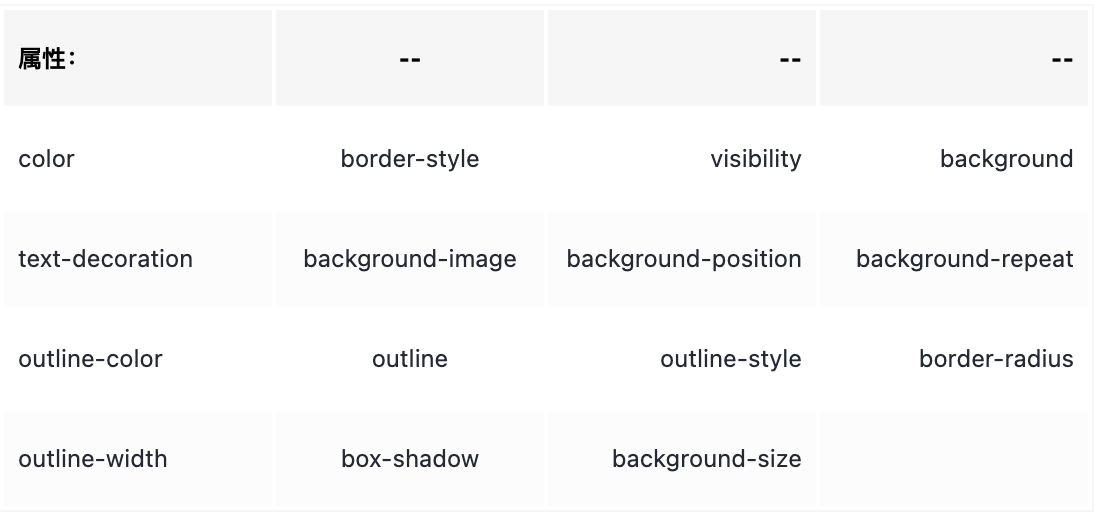 属性： -- -- --
color border-style visibility background
text-decoration background-image background-position background-repeat
outline-color outline outline-style border-radius
outline-width box-shadow background-size